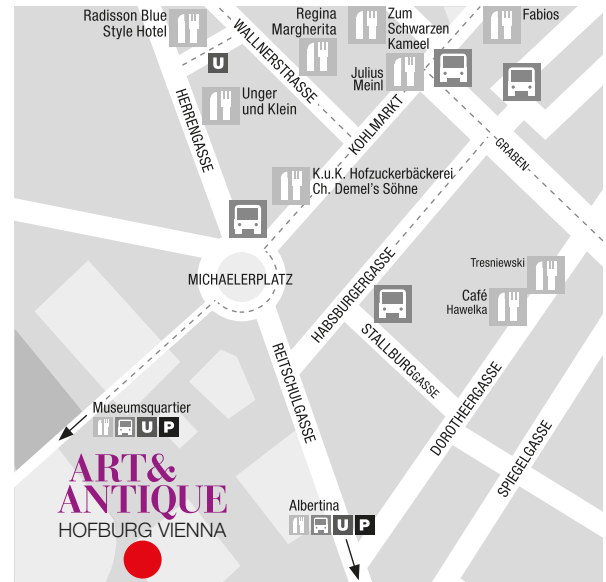 Radisson Blue
Style Hotel
Regina
Margherita
Zum
Schwarzen
Kameel
Fabios
WALLNERSTRASSE
U
Julius
Meinl
Unger
und Klein
HERRENGASSE
KOHLMARKT
GRABEN
K.u.K. Hofzuckerbäckerei
Ch. Demel's Söhne
MICHAELERPLATZ
HABSBURGERGASSE
Tresniewski
Café
Hawelka
STALLBURGGASSE
REITSCHULGASSE
DOROTHEERGASSE
SPIEGELGASSE
Museumsquartier
U P
ART&
ANTIQUE
HOFBURG VIENNA
Albertina
U P